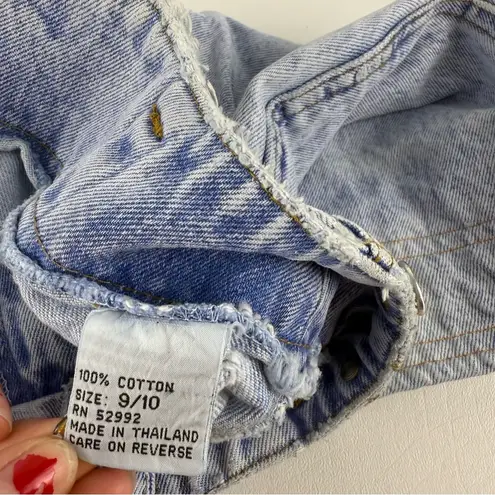 100% COTTON
SIZE: 9/10
RN 52992
MADE IN THAILAND
CARE ON REVERSE